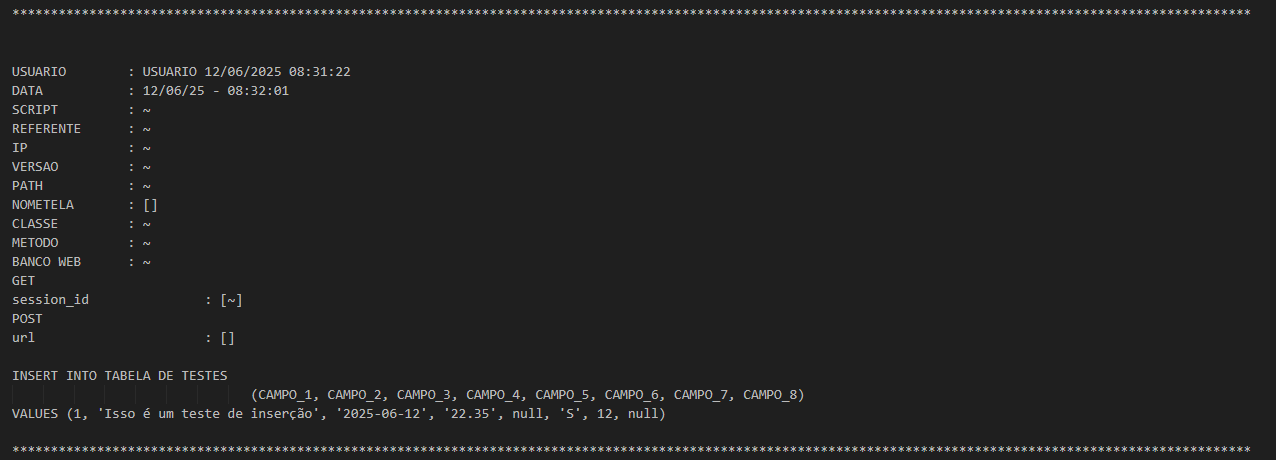 ****************************************************************************************************************************************************************
USUARIO        : USUARIO 12/06/2025 08:31:22
DATA           : 12/06/25 - 08:32:01
SCRIPT         : ~
REFERENTE      : ~
IP             : ~
VERSAO         : ~
PATH           : ~
NOMETELA       : []
CLASSE         : ~
METODO         : ~
BANCO WEB      : ~
GET
session_id               : [~]
POST
url                      : []
INSERT INTO TABELA DE TESTES
                               (CAMPO_1, CAMPO_2, CAMPO_3, CAMPO_4, CAMPO_5, CAMPO_6, CAMPO_7, CAMPO_8)
VALUES (1, 'Isso é um teste de inserção', '2025-06-12', '22.35', null, 'S', 12, null)
****************************************************************************************************************************************************************